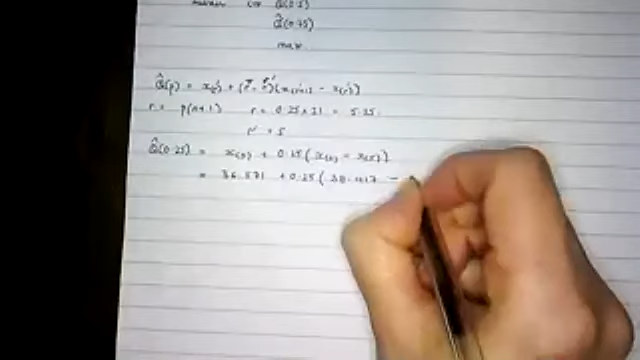 Q̂(0.5)
Q̂(0.75)
max
Q̂(p) = x(r') + (r - r')(x(r'+1) - x(r'))
r = p(n+1) r = 0.25 × 21 = 5.25
r' = 5
Q̂(0.25) = x(5) + 0.25(x(6) - x(5))
= 36.571 + 0.25(38.417 -